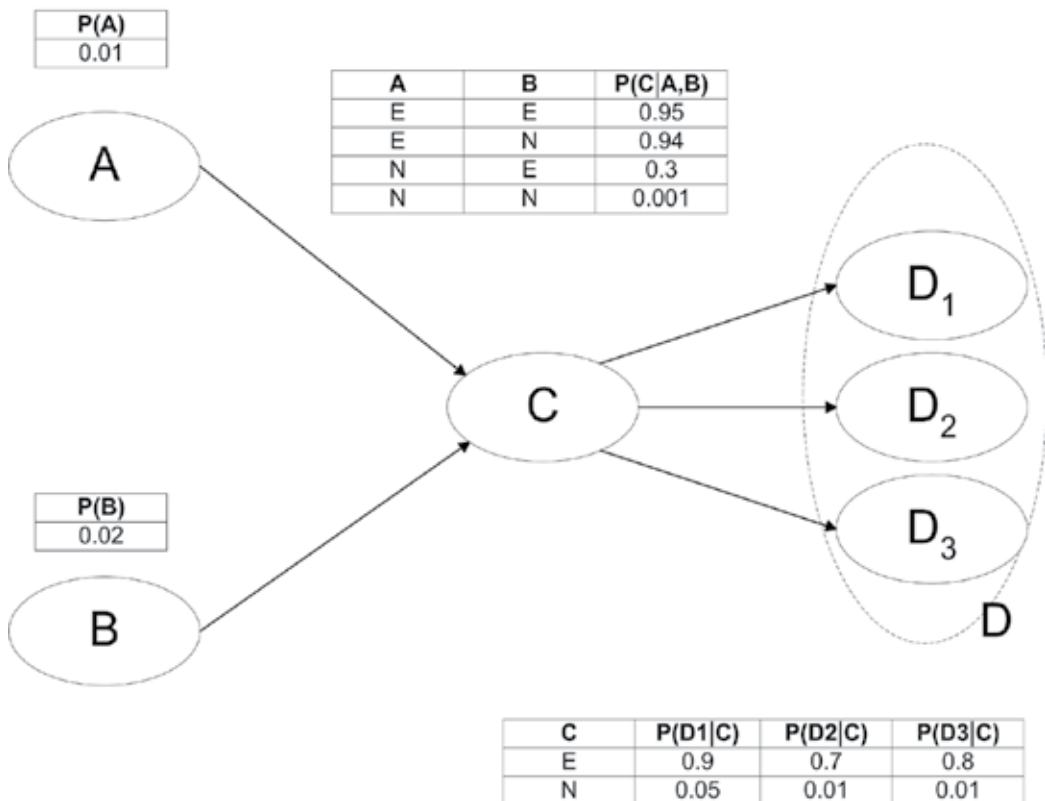 P(A)
0.01
A B P(C|A,B)
E E 0.95
E N 0.94
N E 0.3
N N 0.001
A
D₁
C
D₂
P(B)
0.02
D₃
B
D
C P(D1|C) P(D2|C) P(D3|C)
E 0.9 0.7 0.8
N 0.05 0.01 0.01